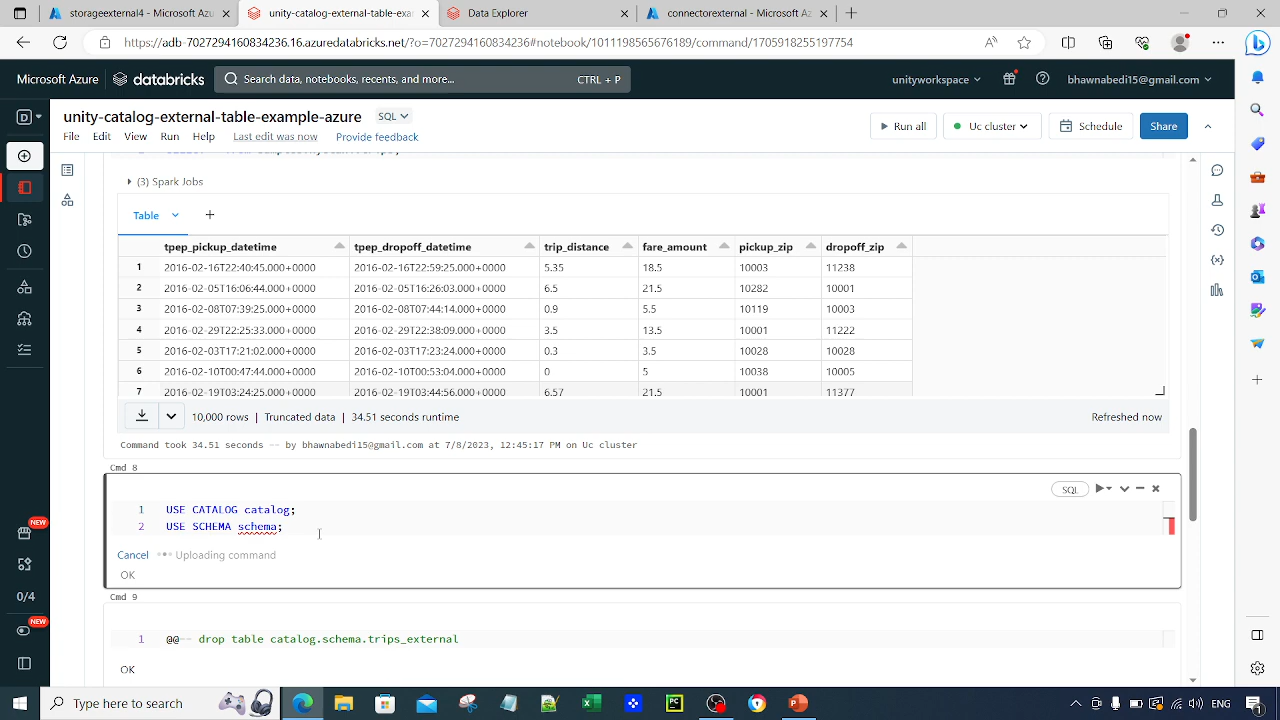 storageexternal4 - Microsoft Azu
unity-catalog-external-table-exa
Data Explorer
connectorexternal - Microsoft Az
https://adb-7027294160834236.16.azuredatabricks.net/?o=7027294160834236#notebook/1011198565676189/command/1705918255197754
Microsoft Azure
databricks
Search data, notebooks, recents, and more...
CTRL + P
unityworkspace
bhawnabedi15@gmail.com
D
unity-catalog-external-table-example-azure
SQL
File Edit View Run Help Last edit was now Provide feedback
Run all
Uc cluster
Schedule
Share
(3) Spark Jobs
Table
tpep_pickup_datetime tpep_dropoff_datetime trip_distance fare_amount pickup_zip dropoff_zip
1 2016-02-16T22:40:45.000+0000 2016-02-16T22:59:25.000+0000 5.35 18.5 10003 11238
2 2016-02-05T16:06:44.000+0000 2016-02-05T16:26:03.000+0000 6.5 21.5 10282 10001
3 2016-02-08T07:39:25.000+0000 2016-02-08T07:44:14.000+0000 0.9 5.5 10119 10003
4 2016-02-29T22:25:33.000+0000 2016-02-29T22:38:09.000+0000 3.5 13.5 10001 11222
5 2016-02-03T17:21:02.000+0000 2016-02-03T17:23:24.000+0000 0.3 3.5 10028 10028
6 2016-02-10T00:47:44.000+0000 2016-02-10T00:53:04.000+0000 0 5 10038 10005
7 2016-02-19T03:24:25.000+0000 2016-02-19T03:44:56.000+0000 6.57 21.5 10001 11377
10,000 rows | Truncated data | 34.51 seconds runtime
Refreshed now
Command took 34.51 seconds -- by bhawnabedi15@gmail.com at 7/8/2023, 12:45:17 PM on Uc cluster
Cmd 8
SQL
1 USE CATALOG catalog;
2 USE SCHEMA schema;
Cancel Uploading command
OK
Cmd 9
1 @@-- drop table catalog.schema.trips_external
OK
NEW
0/4
NEW
Type here to search
ENG